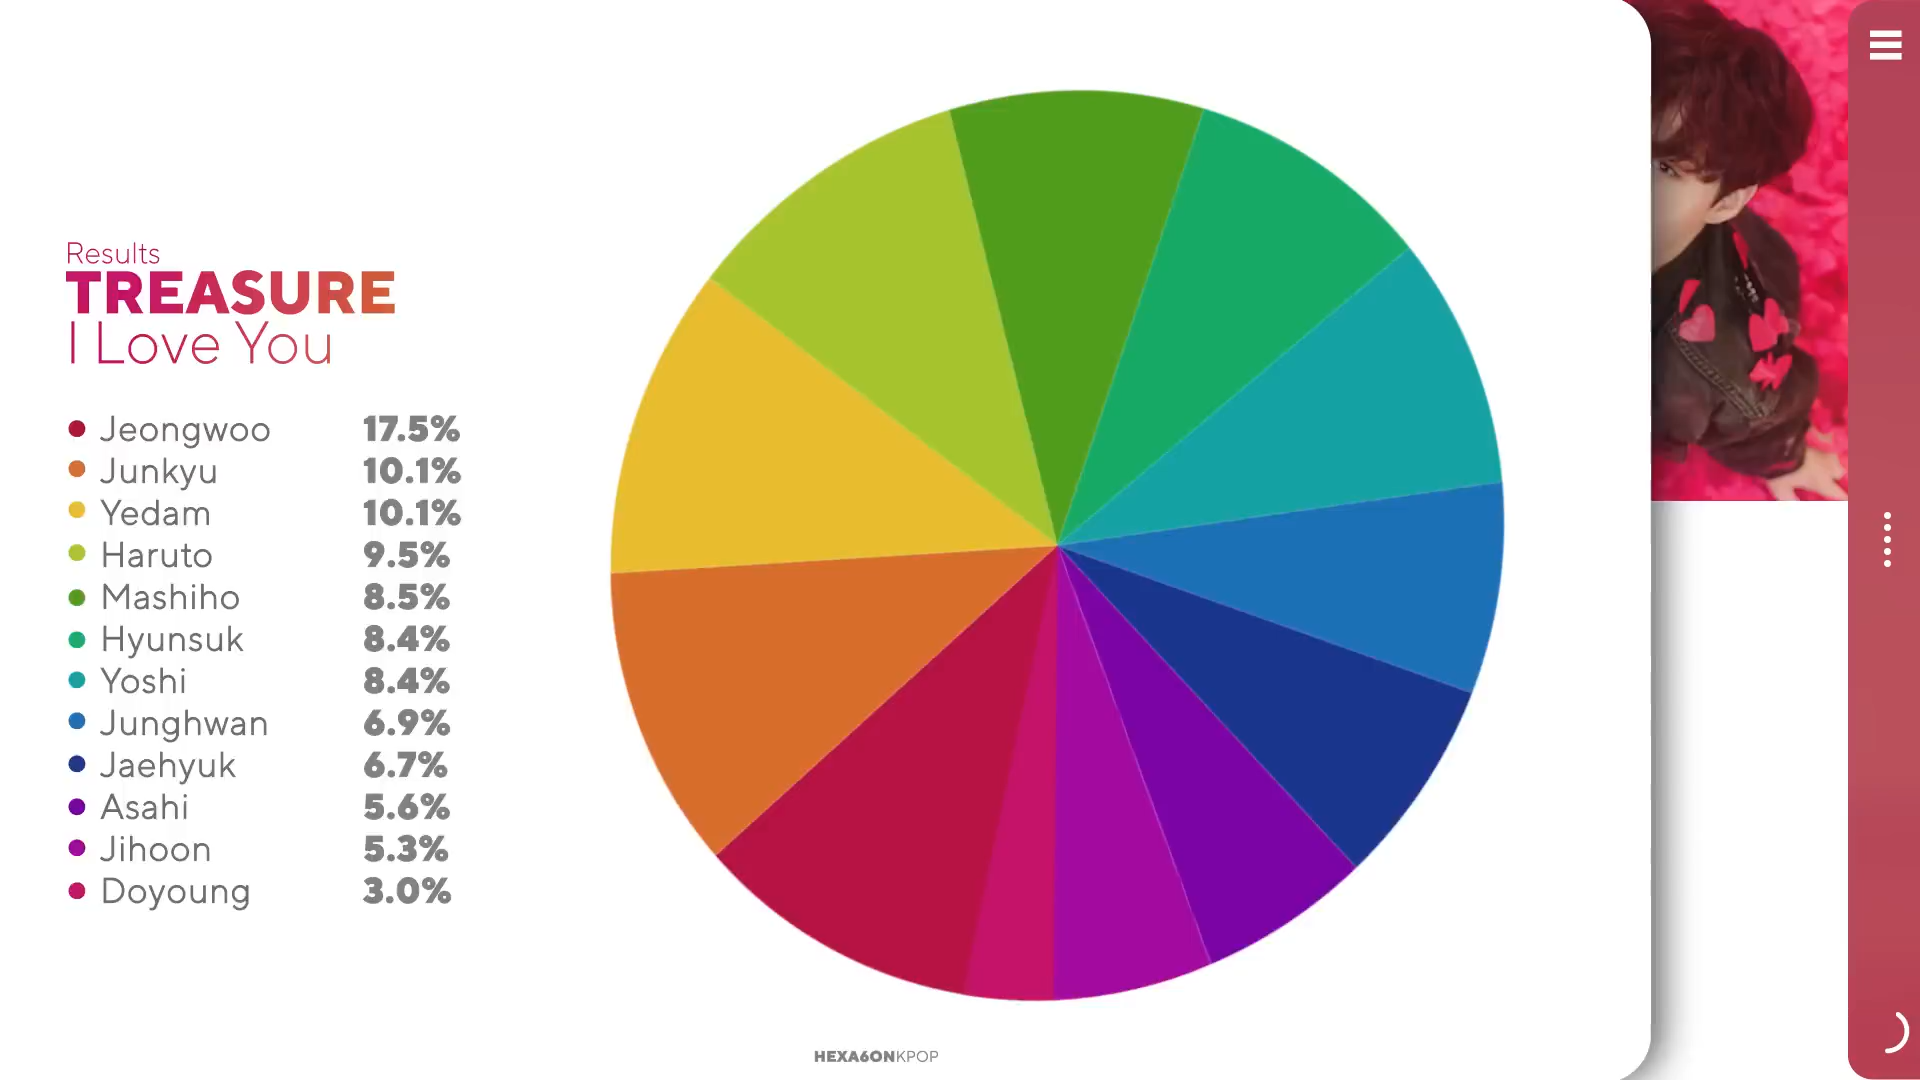 Results
TREASURE
I Love You
Jeongwoo 17.5%
Junkyu 10.1%
Yedam 10.1%
Haruto 9.5%
Mashiho 8.5%
Hyunsuk 8.4%
Yoshi 8.4%
Junghwan 6.9%
Jaehyuk 6.7%
Asahi 5.6%
Jihoon 5.3%
Doyoung 3.0%
HEXA6ONKPOP